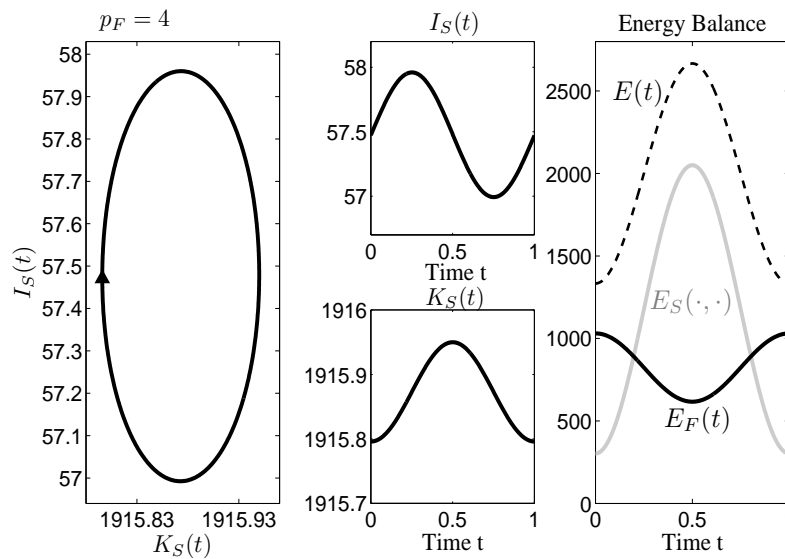 p_F = 4
I_S(t)
Energy Balance
58
57.9
57.8
57.7
57.6
57.5
57.4
57.3
57.2
57.1
57
I_S(t)
1915.83
1915.93
K_S(t)
58
57.5
57
0
0.5
1
Time t
K_S(t)
1916
1915.9
1915.8
1915.7
0
0.5
1
Time t
2500
2000
1500
1000
500
0
E(t)
E_S(·,·)
E_F(t)
0
0.5
Time t